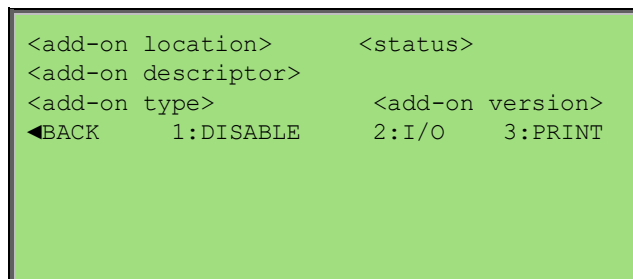 <add-on location> <status>
<add-on descriptor>
<add-on type> <add-on version>
◄BACK 1:DISABLE 2:I/O 3:PRINT